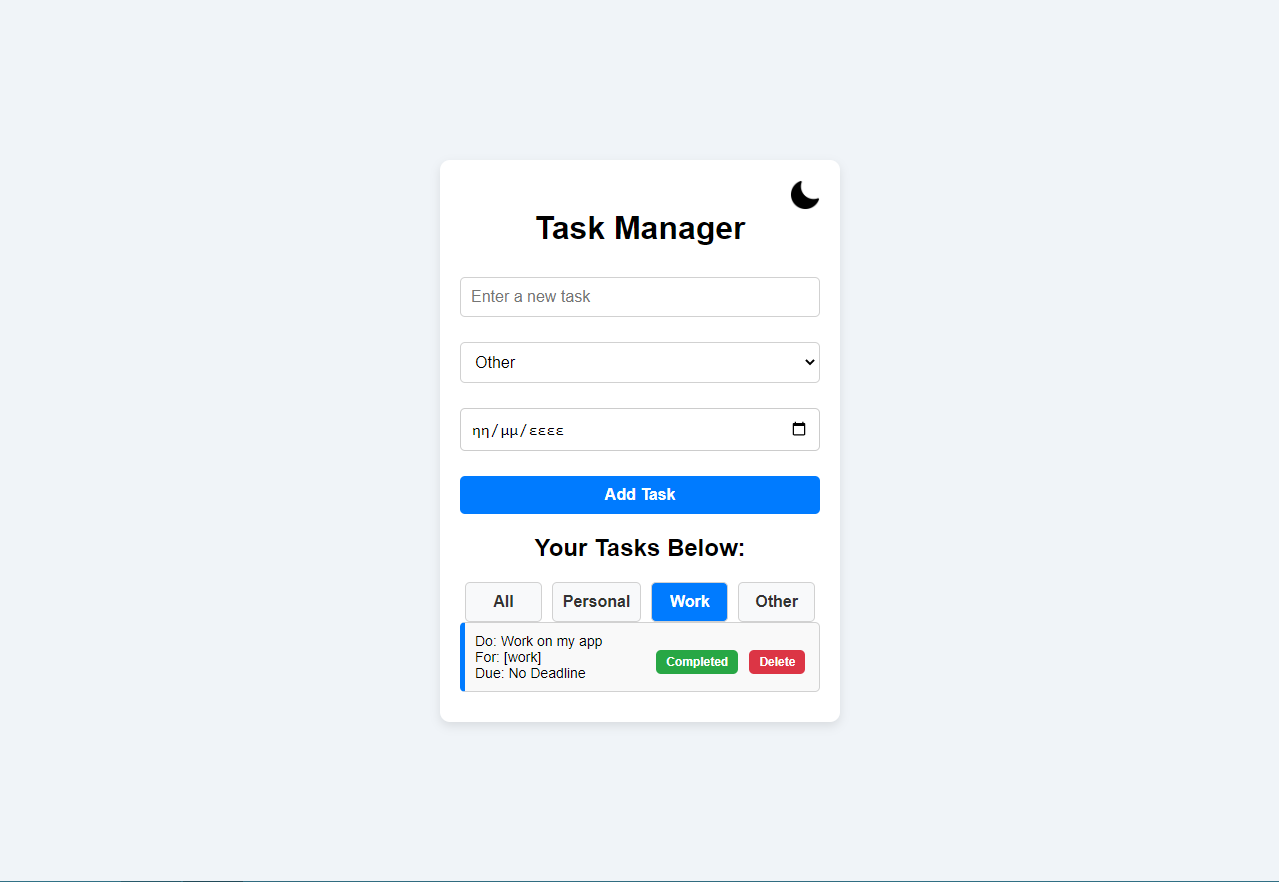 Task Manager
Enter a new task
Other
ηη/μμ/εεεε
Add Task
Your Tasks Below:
All Personal Work Other
Do: Work on my app
For: [work]
Due: No Deadline
Completed Delete